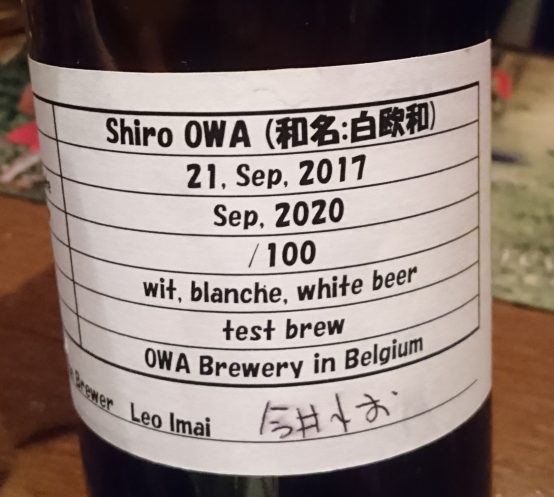 Shiro OWA (和名:白欧和)
21, Sep, 2017
Sep, 2020
/100
wit, blanche, white beer
test brew
OWA Brewery in Belgium
Brewer Leo Imai